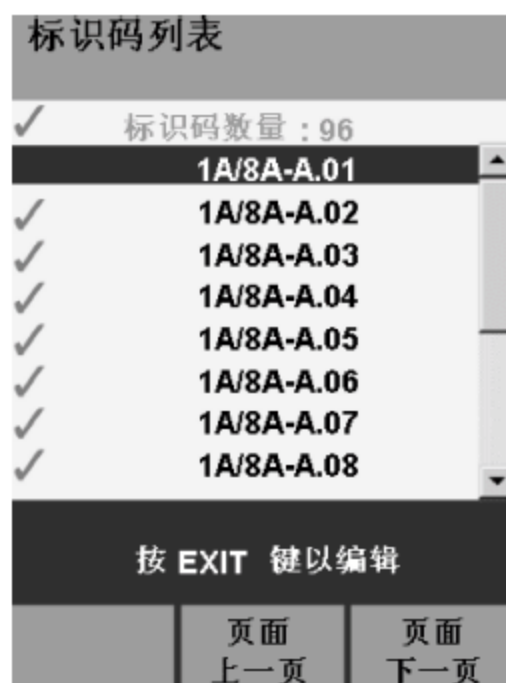 标识码列表
标识码数量：96
1A/8A-A.01
1A/8A-A.02
1A/8A-A.03
1A/8A-A.04
1A/8A-A.05
1A/8A-A.06
1A/8A-A.07
1A/8A-A.08
按 EXIT 键以编辑
页面
上一页
页面
下一页